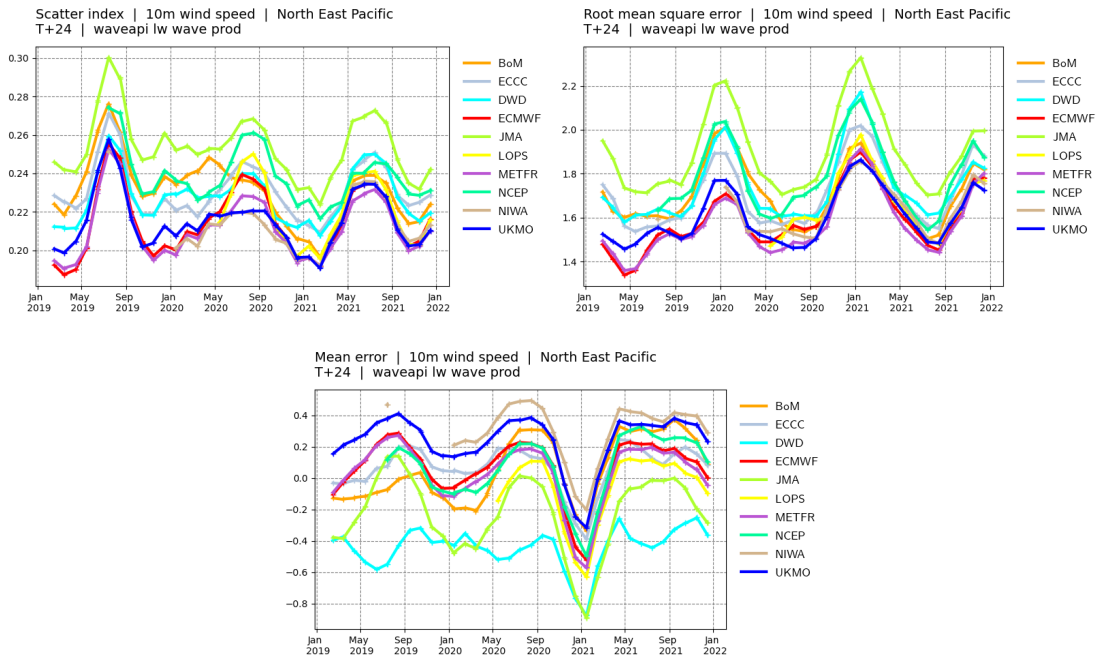 Scatter index | 10m wind speed | North East Pacific
T+24 | waveapi lw wave prod
0.30
0.28
0.26
0.24
0.22
0.20
Jan May Sep Jan May Sep Jan May Sep Jan
2019 2019 2019 2020 2020 2020 2021 2021 2021 2022
BoM
ECCC
DWD
ECMWF
JMA
LOPS
METFR
NCEP
NIWA
UKMO
Root mean square error | 10m wind speed | North East Pacific
T+24 | waveapi lw wave prod
2.2
2.0
1.8
1.6
1.4
Jan May Sep Jan May Sep Jan May Sep Jan
2019 2019 2019 2020 2020 2020 2021 2021 2021 2022
BoM
ECCC
DWD
ECMWF
JMA
LOPS
METFR
NCEP
NIWA
UKMO
Mean error | 10m wind speed | North East Pacific
T+24 | waveapi lw wave prod
0.4
0.2
0.0
−0.2
−0.4
−0.6
−0.8
Jan May Sep Jan May Sep Jan May Sep Jan
2019 2019 2019 2020 2020 2020 2021 2021 2021 2022
BoM
ECCC
DWD
ECMWF
JMA
LOPS
METFR
NCEP
NIWA
UKMO